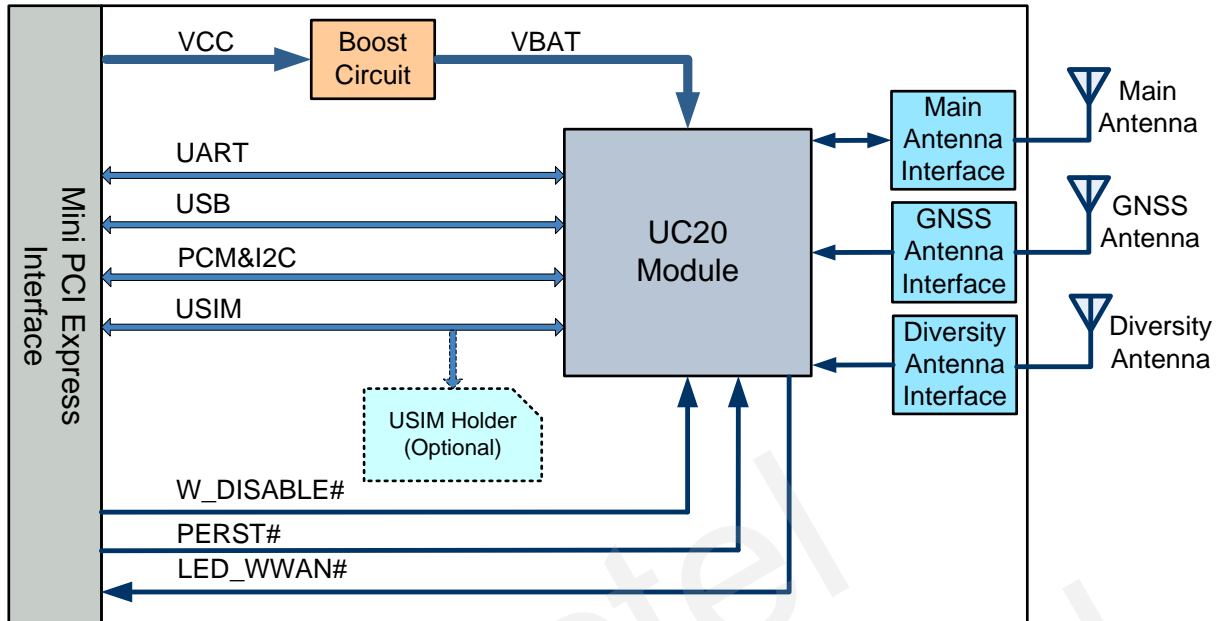 VCC
Boost
Circuit
VBAT
Main
Antenna
Interface
Main
Antenna
UART
USB
PCM&I2C
USIM
UC20
Module
GNSS
Antenna
Interface
GNSS
Antenna
Diversity
Antenna
Interface
Diversity
Antenna
Mini PCI Express
Interface
USIM Holder
(Optional)
W_DISABLE#
PERST#
LED_WWAN#